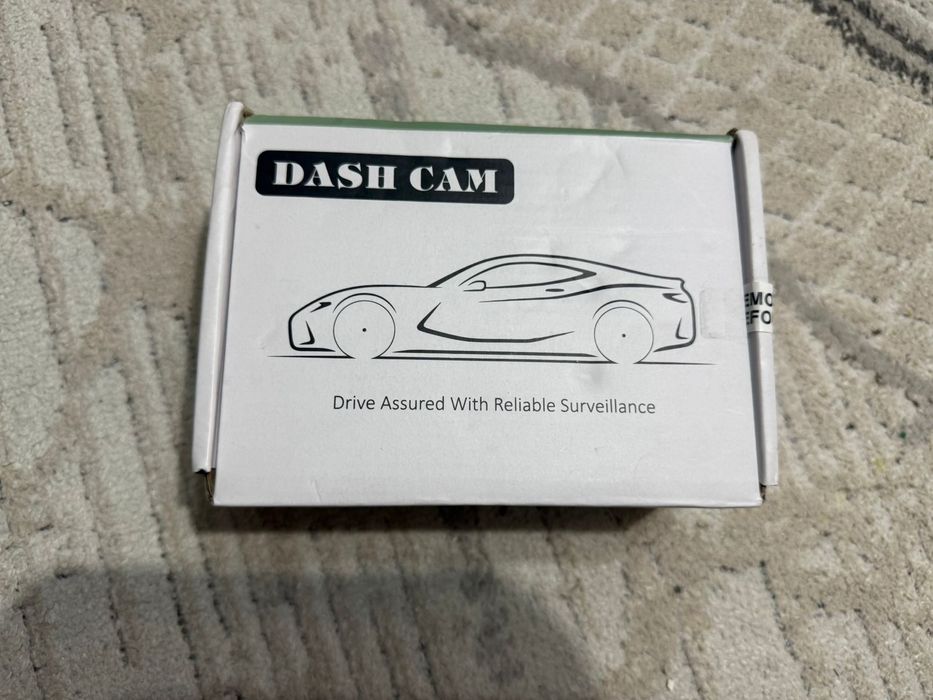 DASH CAM
Drive Assured With Reliable Surveillance